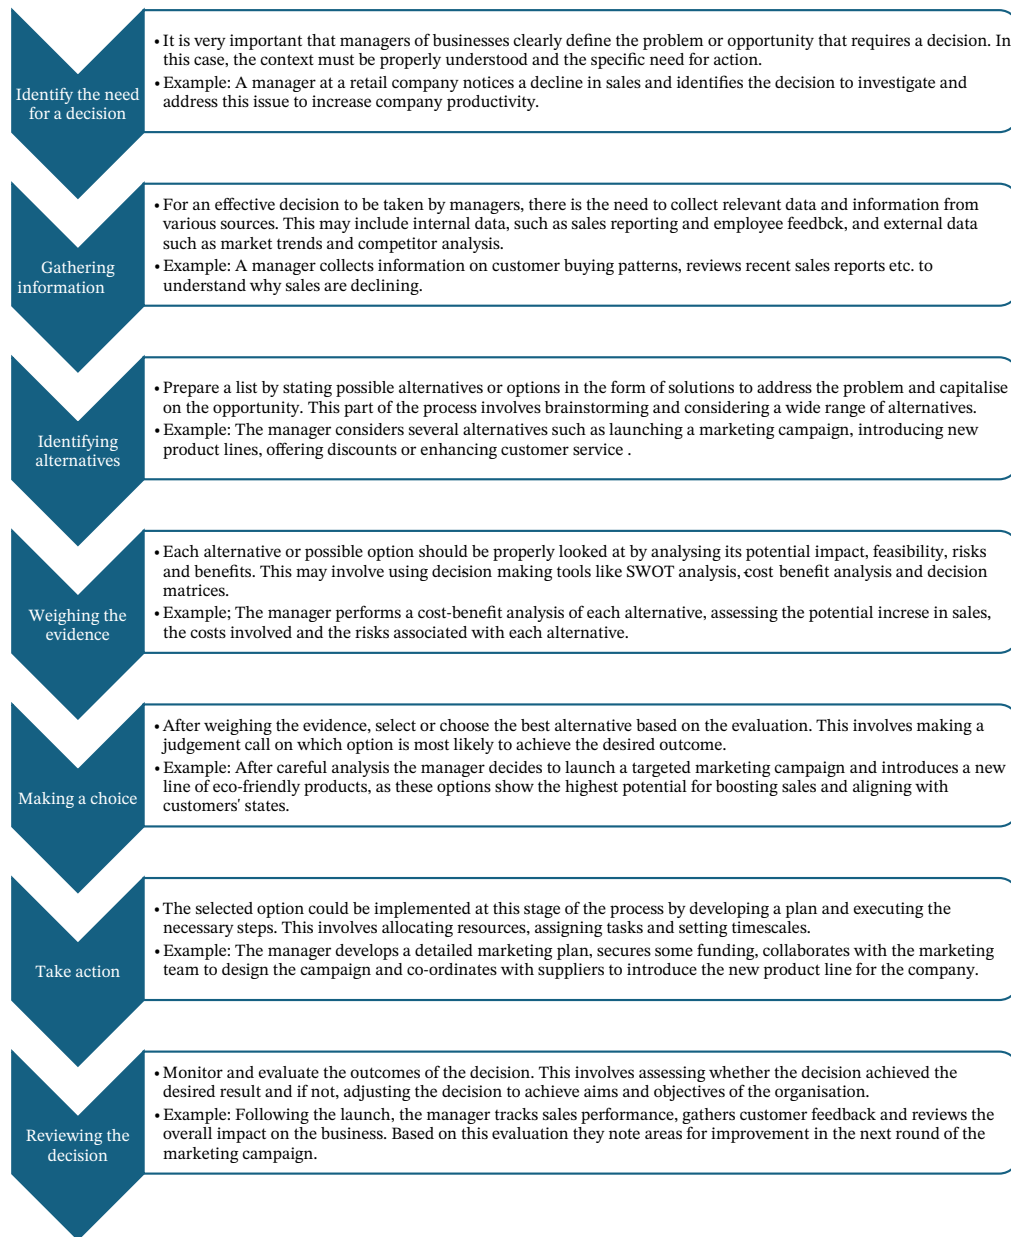 Identify the need
for a decision
• It is very important that managers of businesses clearly define the problem or opportunity that requires a decision. In
this case, the context must be properly understood and the specific need for action.
• Example: A manager at a retail company notices a decline in sales and identifies the decision to investigate and
address this issue to increase company productivity.
Gathering
information
• For an effective decision to be taken by managers, there is the need to collect relevant data and information from
various sources. This may include internal data, such as sales reporting and employee feedbck, and external data
such as market trends and competitor analysis.
• Example: A manager collects information on customer buying patterns, reviews recent sales reports etc. to
understand why sales are declining.
Identifying
alternatives
• Prepare a list by stating possible alternatives or options in the form of solutions to address the problem and capitalise
on the opportunity. This part of the process involves brainstorming and considering a wide range of alternatives.
• Example: The manager considers several alternatives such as launching a marketing campaign, introducing new
product lines, offering discounts or enhancing customer service .
Weighing the
evidence
• Each alternative or possible option should be properly looked at by analysing its potential impact, feasibility, risks
and benefits. This may involve using decision making tools like SWOT analysis, cost benefit analysis and decision
matrices.
• Example; The manager performs a cost-benefit analysis of each alternative, assessing the potential increse in sales,
the costs involved and the risks associated with each alternative.
Making a choice
• After weighing the evidence, select or choose the best alternative based on the evaluation. This involves making a
judgement call on which option is most likely to achieve the desired outcome.
• Example: After careful analysis the manager decides to launch a targeted marketing campaign and introduces a new
line of eco-friendly products, as these options show the highest potential for boosting sales and aligning with
customers' states.
Take action
• The selected option could be implemented at this stage of the process by developing a plan and executing the
necessary steps. This involves allocating resources, assigning tasks and setting timescales.
• Example: The manager develops a detailed marketing plan, secures some funding, collaborates with the marketing
team to design the campaign and co-ordinates with suppliers to introduce the new product line for the company.
Reviewing the
decision
• Monitor and evaluate the outcomes of the decision. This involves assessing whether the decision achieved the
desired result and if not, adjusting the decision to achieve aims and objectives of the organisation.
• Example: Following the launch, the manager tracks sales performance, gathers customer feedback and reviews the
overall impact on the business. Based on this evaluation they note areas for improvement in the next round of the
marketing campaign.